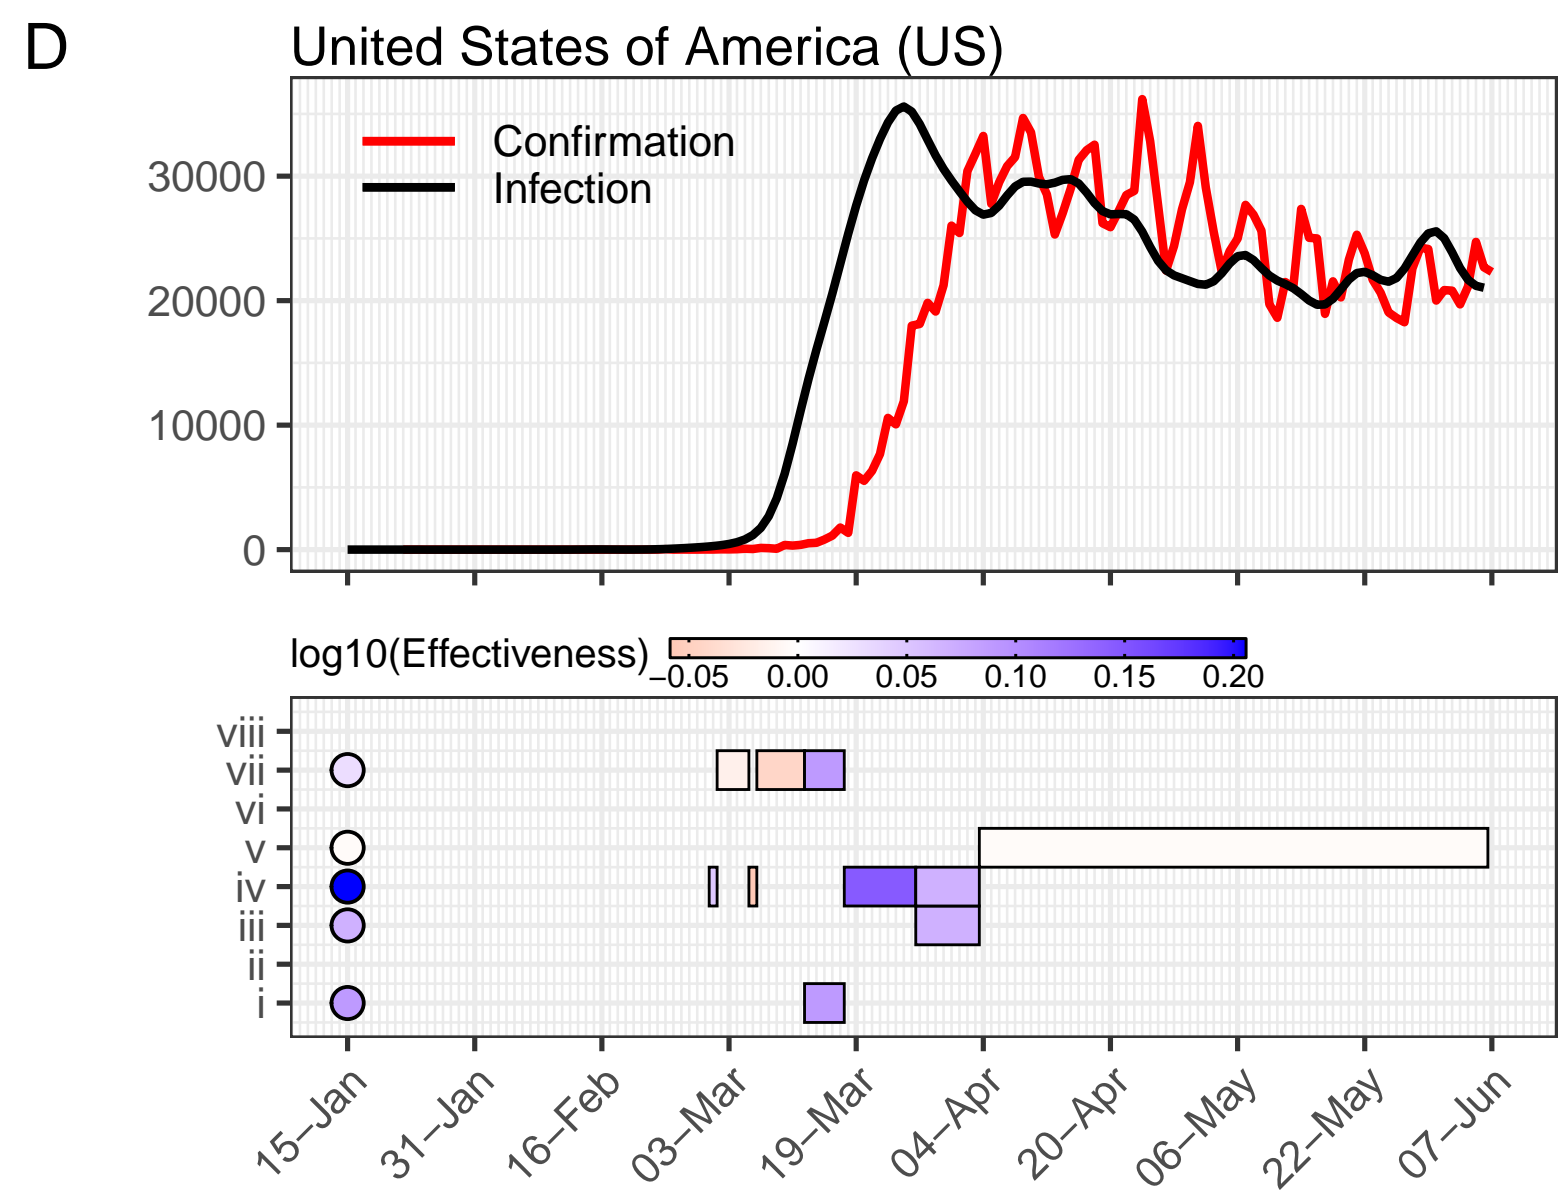 D
United States of America (US)
Confirmation
Infection
30000
20000
10000
0
log10(Effectiveness)
−0.05 0.00 0.05 0.10 0.15 0.20
viii
vii
vi
v
iv
iii
ii
i
15−Jan 31−Jan 16−Feb 03−Mar 19−Mar 04−Apr 20−Apr 06−May 22−May 07−Jun